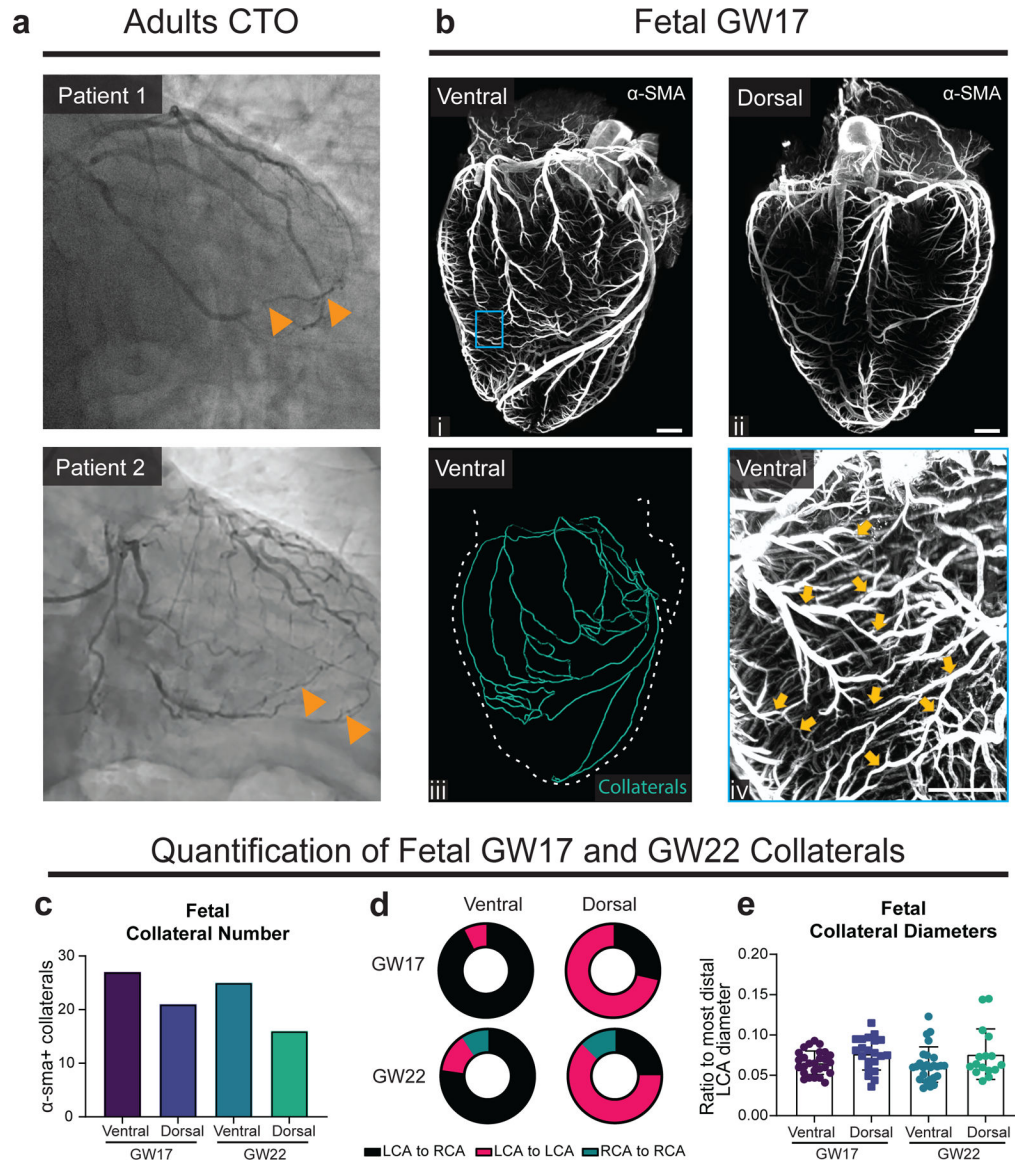 a
Adults CTO
b
Fetal GW17
Patient 1
Ventral
α-SMA
Dorsal
α-SMA
i
ii
Patient 2
Ventral
Ventral
iii
Collaterals
iv
Quantification of Fetal GW17 and GW22 Collaterals
c
Fetal
Collateral Number
α-sma+ collaterals
30
20
10
0
Ventral
Dorsal
Ventral
Dorsal
GW17
GW22
d
Ventral
Dorsal
GW17
GW22
LCA to RCA
LCA to LCA
RCA to RCA
e
Fetal
Collateral Diameters
Ratio to most distal
LCA diameter
0.20
0.15
0.10
0.05
0.00
Ventral
Dorsal
Ventral
Dorsal
GW17
GW22